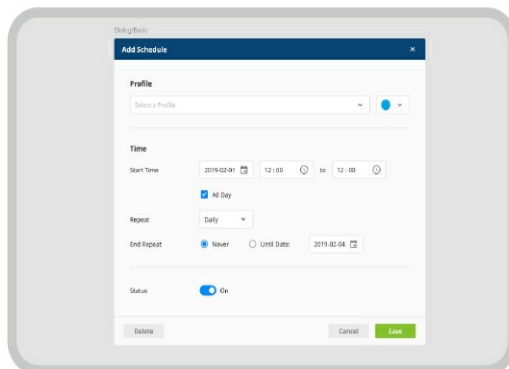 Dialog/Basic
Add Schedule ×
Profile
Select a Profile
Time
Start Time 2019-02-01 12 : 00 to 12 : 00
All Day
Repeat Daily
End Repeat Never Until Date: 2019-02-04
Status On
Delete Cancel Save